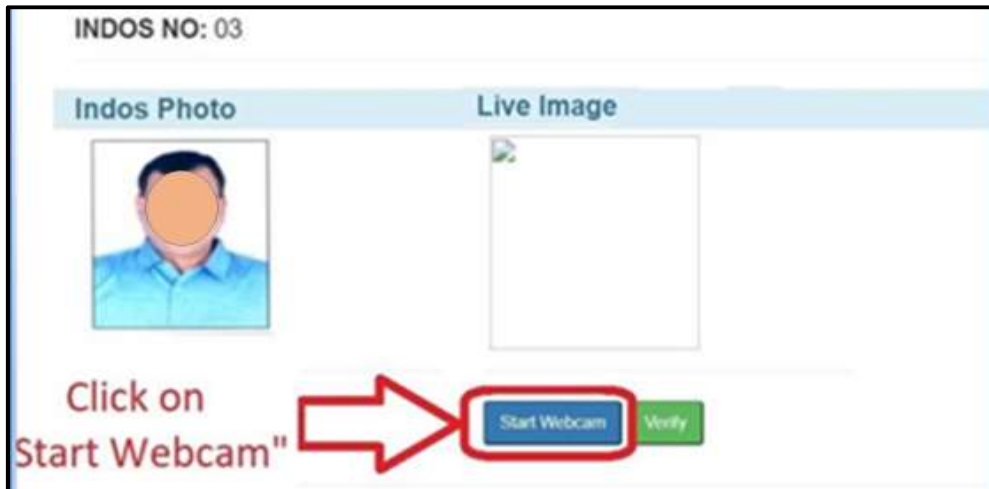 INDOS NO: 03
Indos Photo
Live Image
Click on
Start Webcam"
Start Webcam
Verify